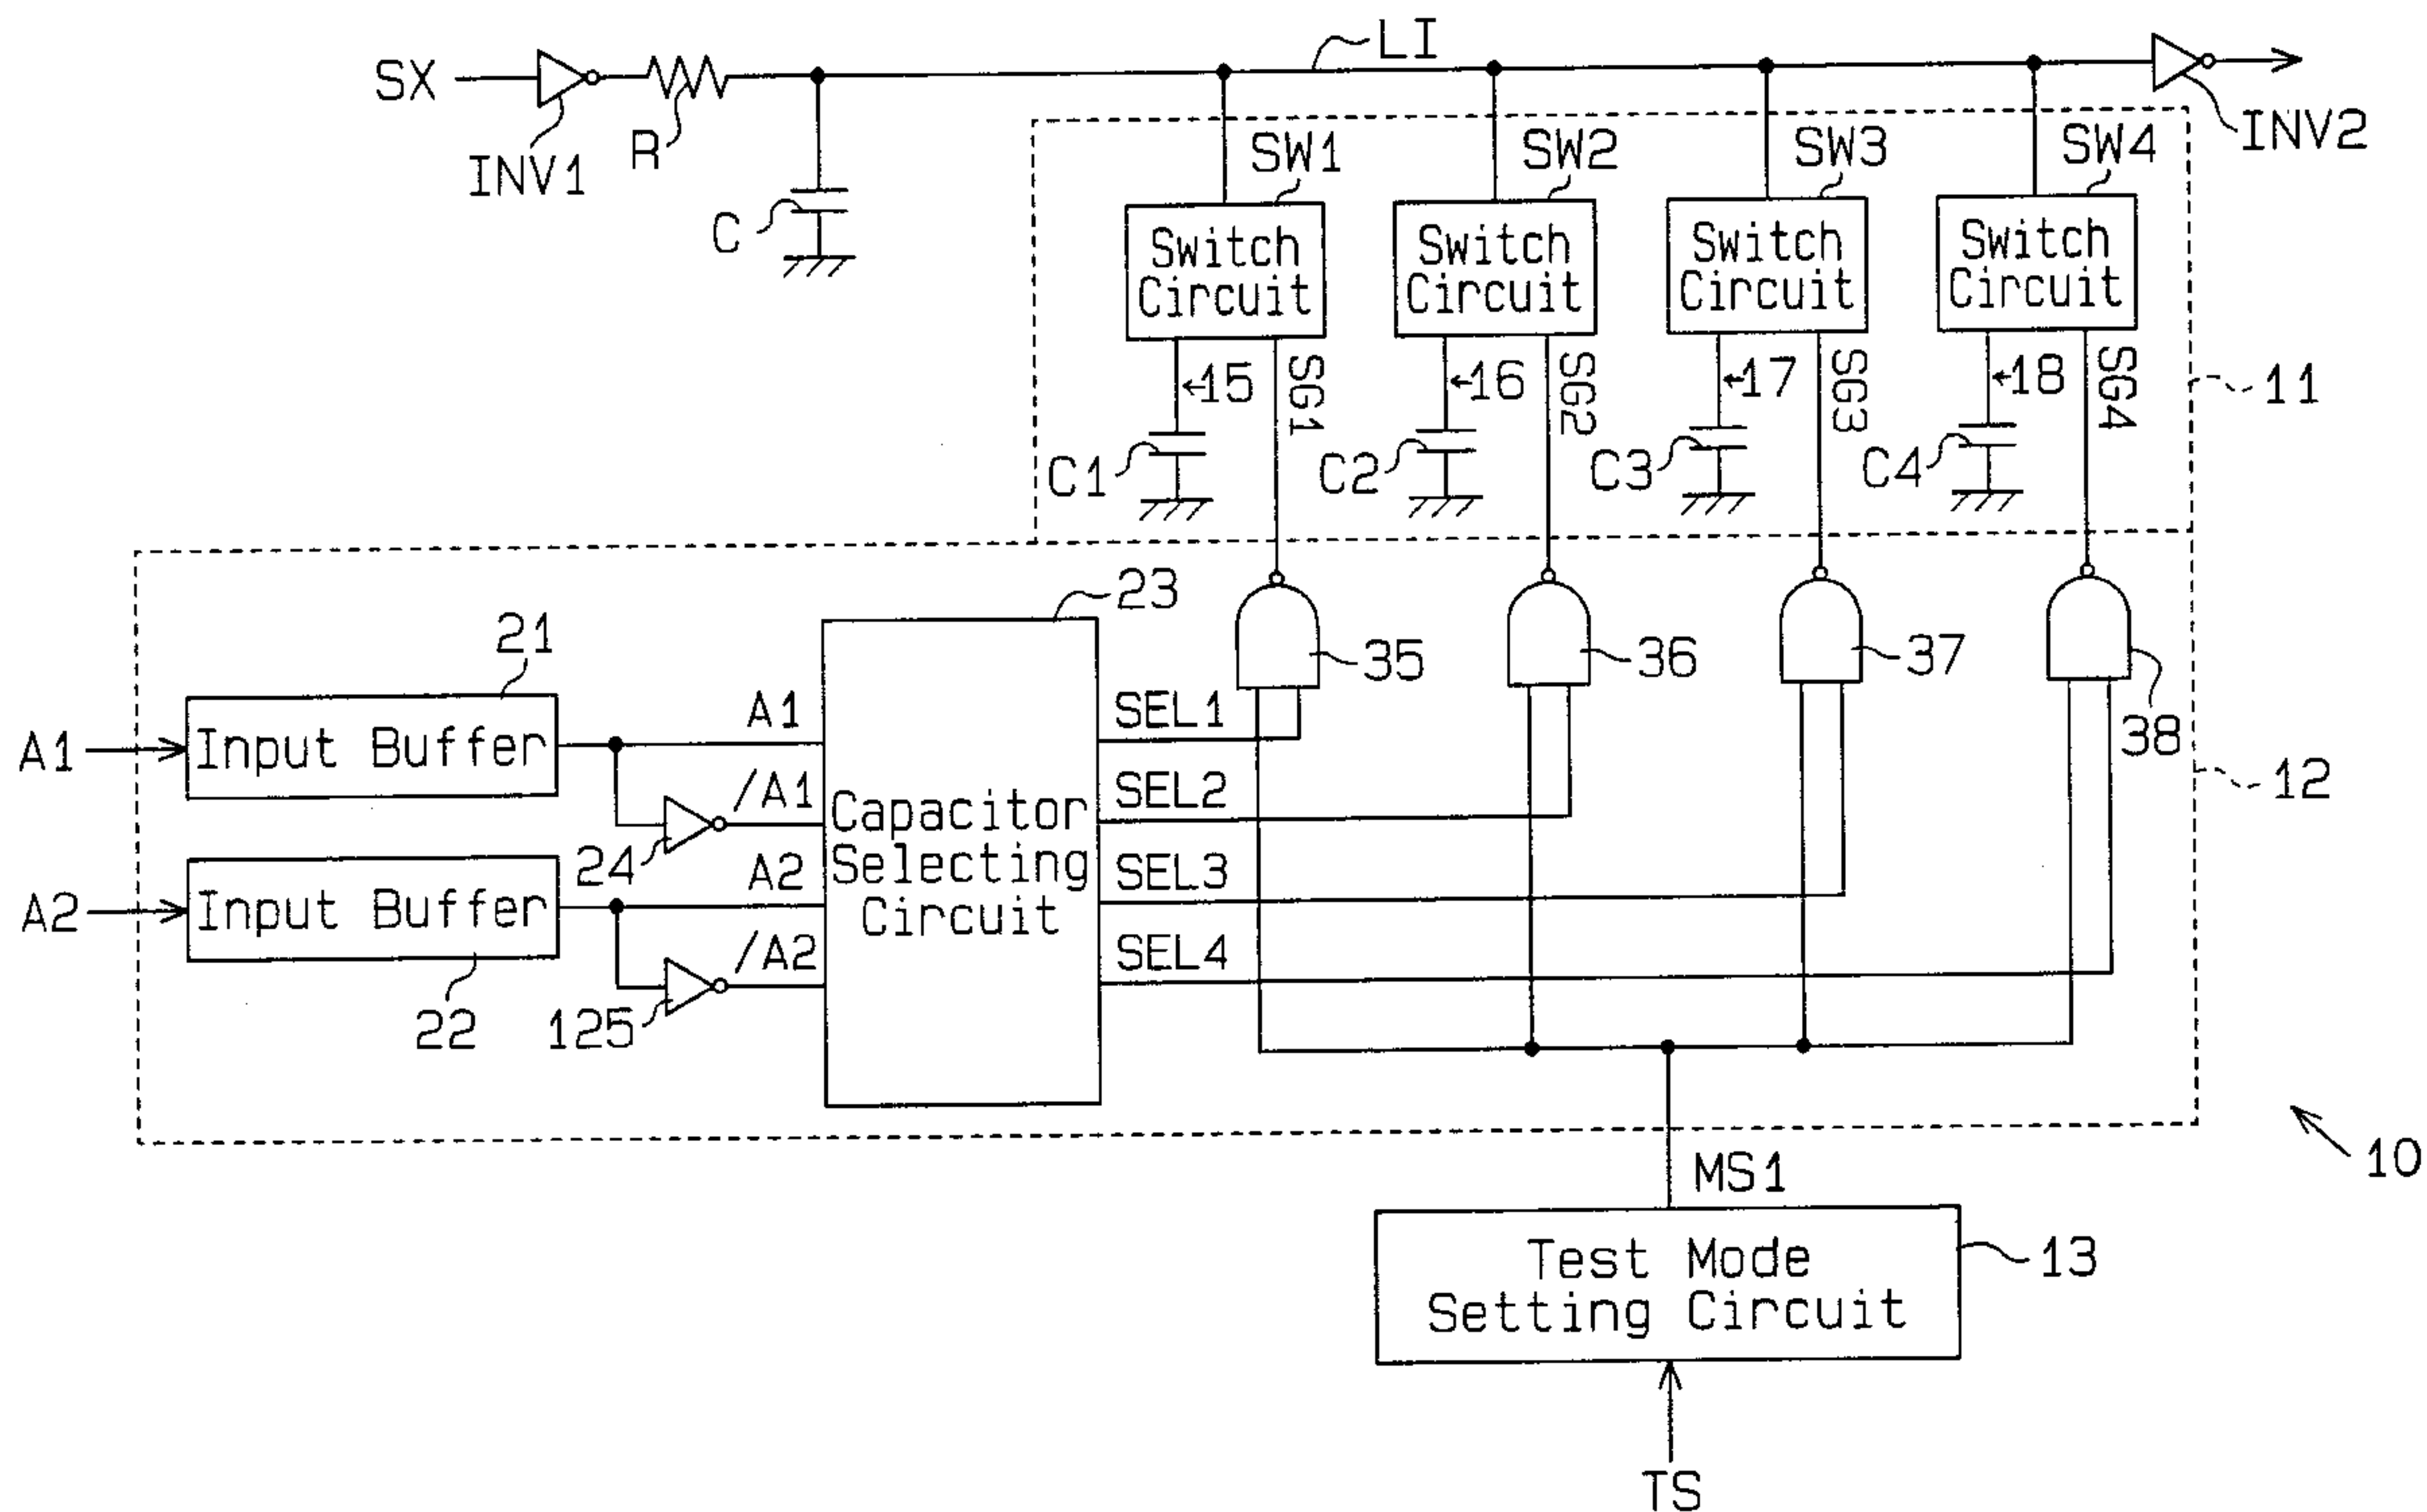 LI
SX
INV1
R
C
INV2
SW1
SW2
SW3
SW4
Switch
Circuit
Switch
Circuit
Switch
Circuit
Switch
Circuit
15
SG1
16
SG2
17
SG3
18
SG4
11
C1
C2
C3
C4
23
21
35
36
37
38
A1
Input Buffer
A1
/A1
24
A2
Input Buffer
A2
/A2
22
125
Capacitor
Selecting
Circuit
SEL1
SEL2
SEL3
SEL4
12
10
MS1
Test Mode
Setting Circuit
13
TS